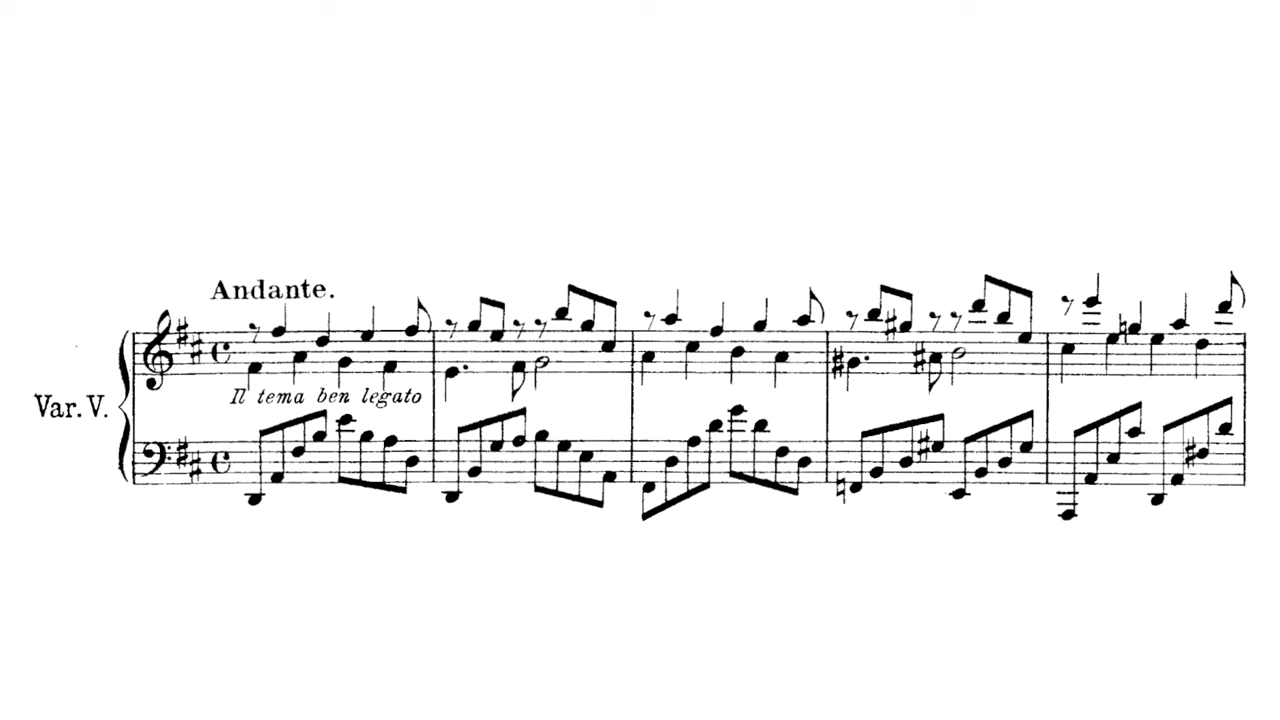 Andante.
Il tema ben legato
Var. V.